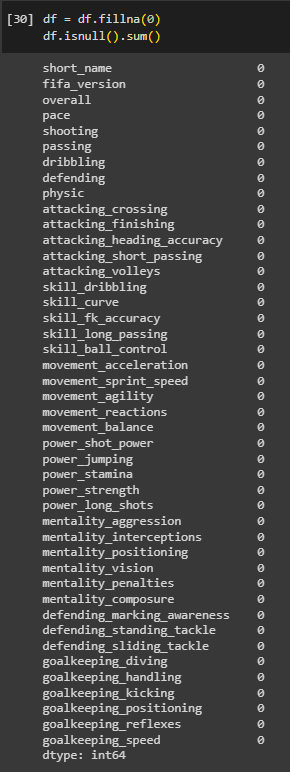 [30] df = df.fillna(0)
df.isnull().sum()
short_name 0
fifa_version 0
overall 0
pace 0
shooting 0
passing 0
dribbling 0
defending 0
physic 0
attacking_crossing 0
attacking_finishing 0
attacking_heading_accuracy 0
attacking_short_passing 0
attacking_volleys 0
skill_dribbling 0
skill_curve 0
skill_fk_accuracy 0
skill_long_passing 0
skill_ball_control 0
movement_acceleration 0
movement_sprint_speed 0
movement_agility 0
movement_reactions 0
movement_balance 0
power_shot_power 0
power_jumping 0
power_stamina 0
power_strength 0
power_long_shots 0
mentality_aggression 0
mentality_interceptions 0
mentality_positioning 0
mentality_vision 0
mentality_penalties 0
mentality_composure 0
defending_marking_awareness 0
defending_standing_tackle 0
defending_sliding_tackle 0
goalkeeping_diving 0
goalkeeping_handling 0
goalkeeping_kicking 0
goalkeeping_positioning 0
goalkeeping_reflexes 0
goalkeeping_speed 0
dtype: int64